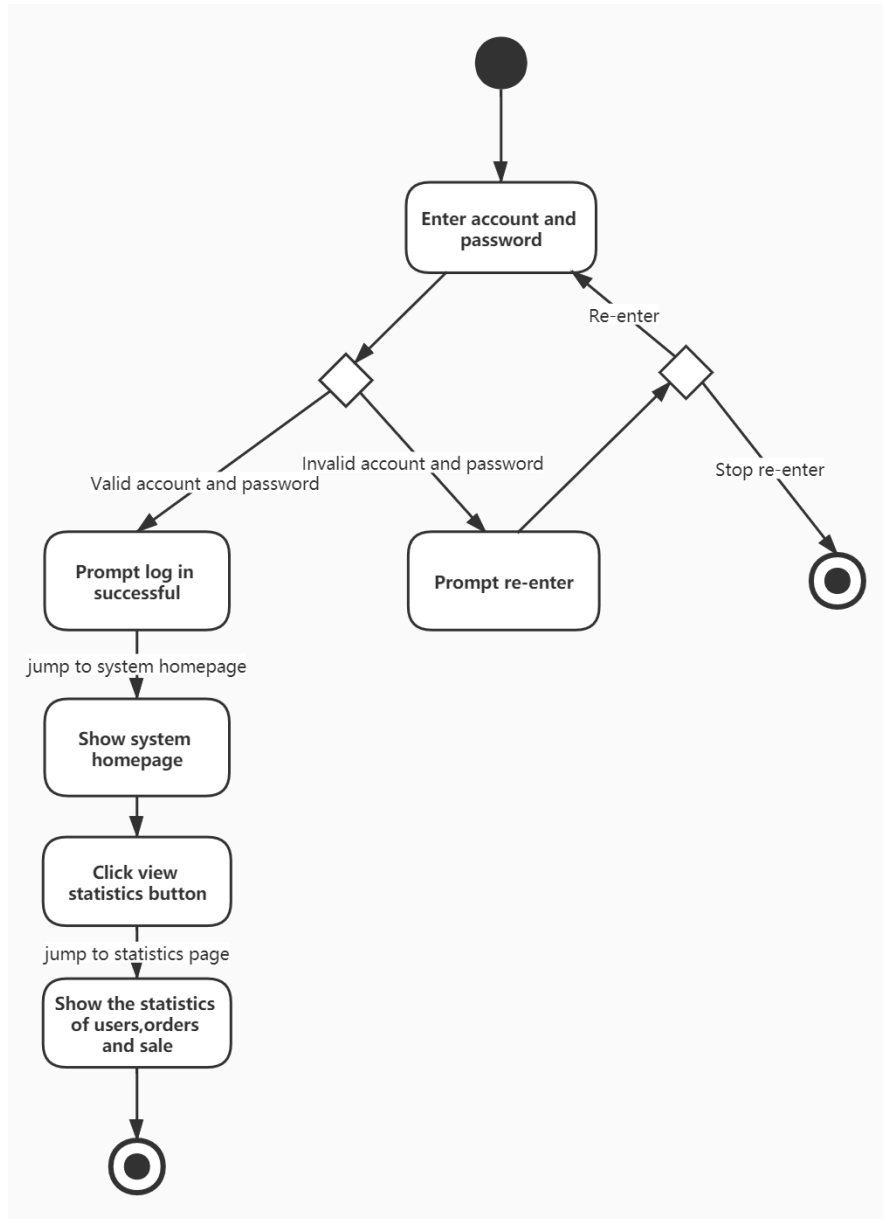 Enter account and
password
Re-enter
Invalid account and password
Stop re-enter
Valid account and password
Prompt log in
successful
Prompt re-enter
jump to system homepage
Show system
homepage
Click view
statistics button
jump to statistics page
Show the statistics
of users,orders
and sale